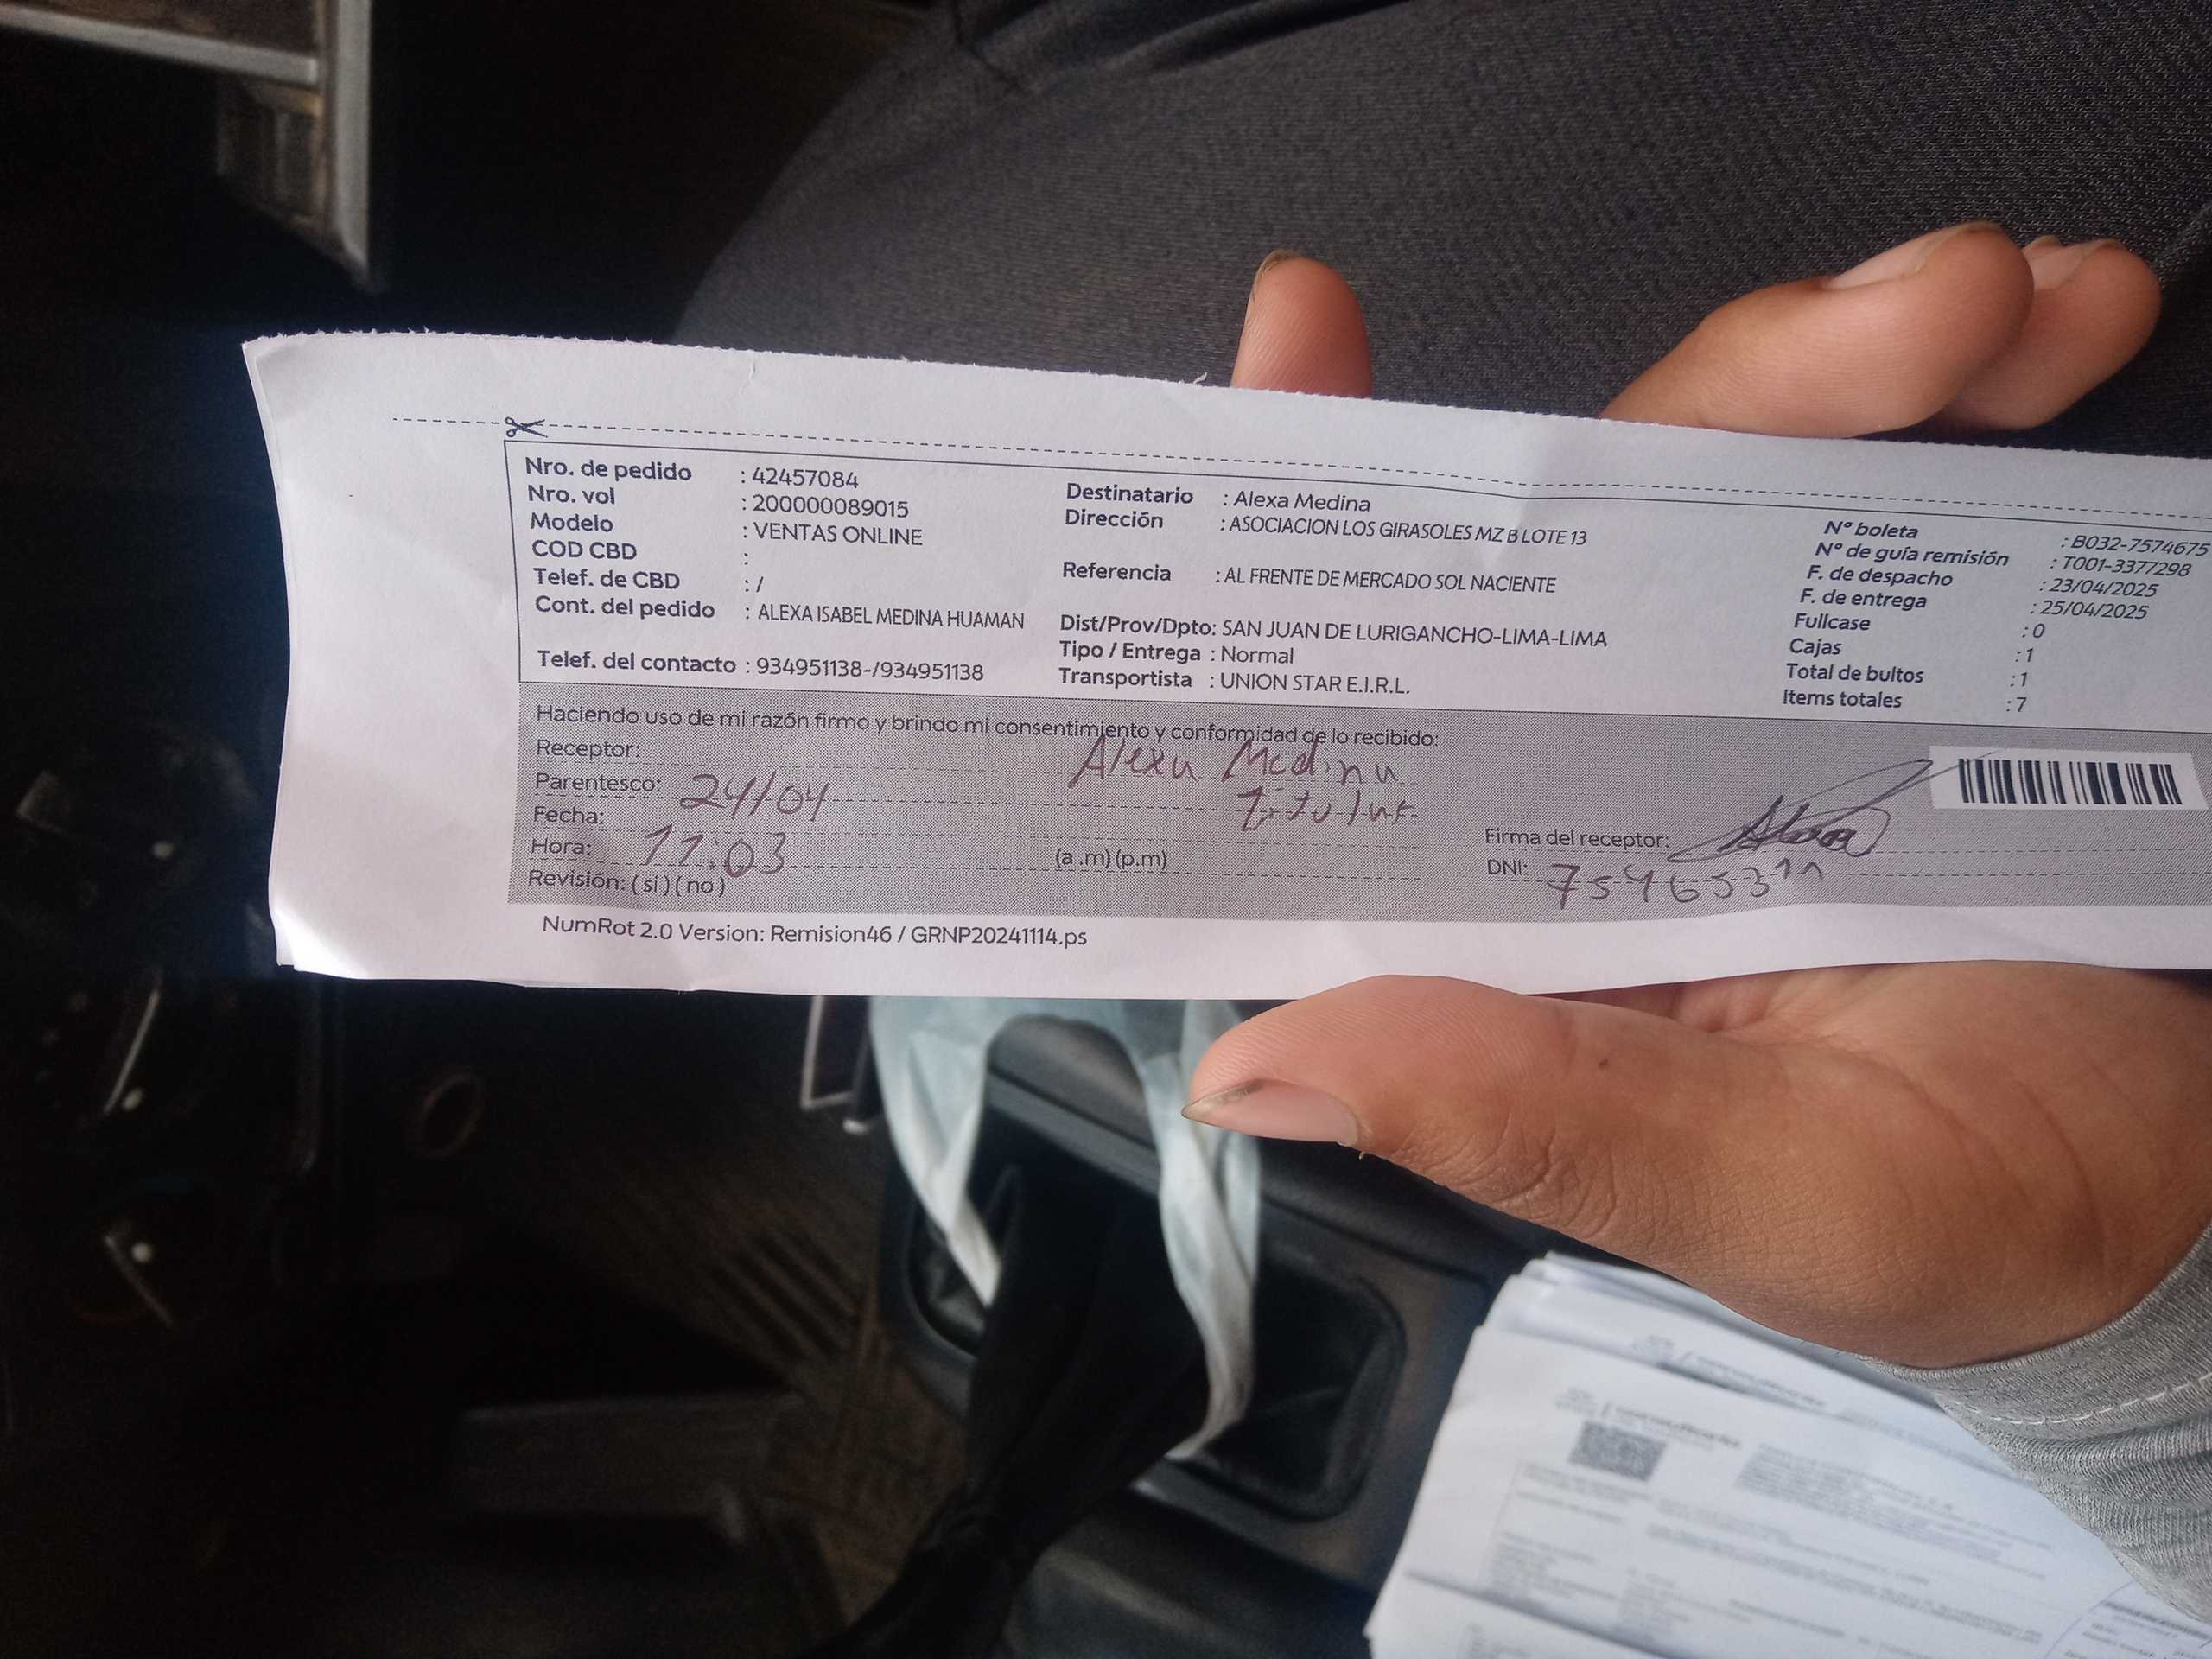 Nro. de pedido : 42457084
Nro. vol : 200000089015
Modelo : VENTAS ONLINE
COD CBD :
Telef. de CBD : /
Cont. del pedido : ALEXA ISABEL MEDINA HUAMAN
Telef. del contacto : 934951138-/934951138
Destinatario : Alexa Medina
Dirección : ASOCIACION LOS GIRASOLES MZ B LOTE 13
Referencia : AL FRENTE DE MERCADO SOL NACIENTE
Dist/Prov/Dpto: SAN JUAN DE LURIGANCHO-LIMA-LIMA
Tipo / Entrega : Normal
Transportista : UNION STAR E.I.R.L.
N° boleta : B032-7574675
N° de guía remisión : T001-3377298
F. de despacho : 23/04/2025
F. de entrega : 25/04/2025
Fullcase : 0
Cajas : 1
Total de bultos : 1
Items totales : 7
Haciendo uso de mi razón firmo y brindo mi consentimiento y conformidad de lo recibido:
Receptor: Alexa Medina
Parentesco: Titular
Fecha: 24/04
Hora: 11:03 (a .m) (p.m)
Revisión: ( si ) ( no )
Firma del receptor:
DNI: 75465311
NumRot 2.0 Version: Remision46 / GRNP20241114.ps